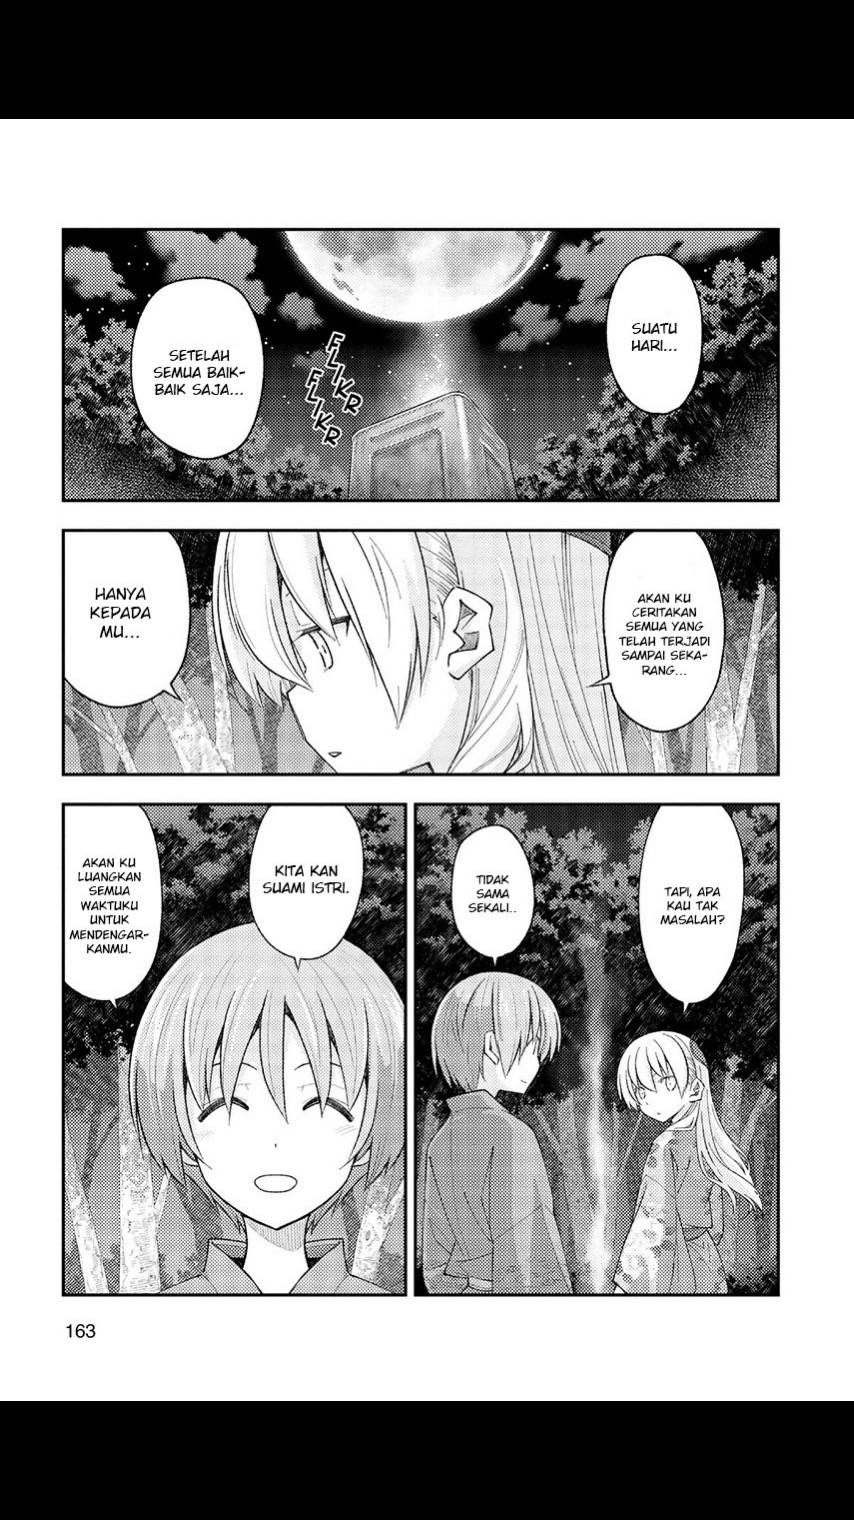 SUATU
HARI...
SETELAH
SEMUA BAIK-
BAIK SAJA...
FLIKR
FLIKR
AKAN KU
CERITAKAN
SEMUA YANG
TELAH TERJADI
SAMPAI SEKA-
RANG...
HANYA
KEPADA
MU...
TAPI, APA
KAU TAK
MASALAH?
TIDAK
SAMA
SEKALI..
KITA KAN
SUAMI ISTRI.
AKAN KU
LUANGKAN
SEMUA
WAKTUKU
UNTUK
MENDENGAR-
KANMU.
163